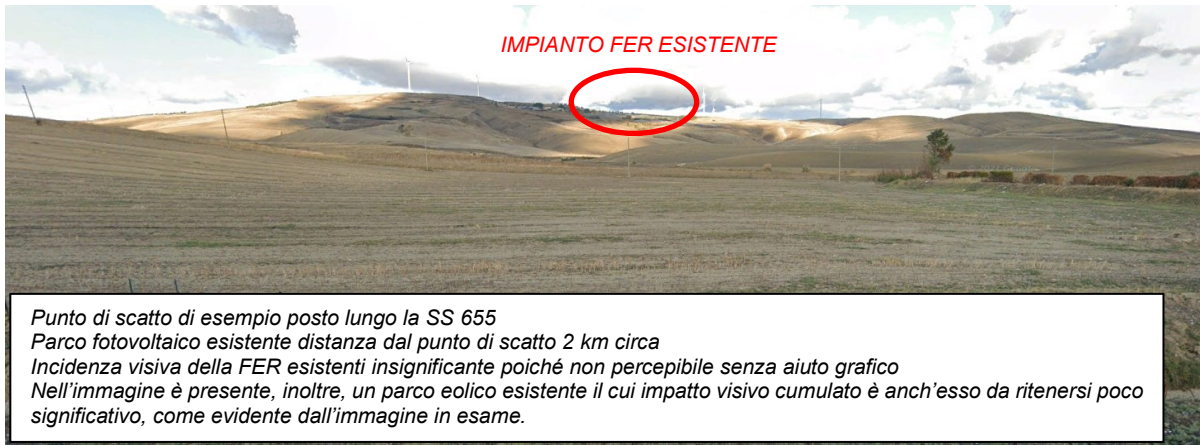 IMPIANTO FER ESISTENTE
Punto di scatto di esempio posto lungo la SS 655
Parco fotovoltaico esistente distanza dal punto di scatto 2 km circa
Incidenza visiva della FER esistenti insignificante poiché non percepibile senza aiuto grafico
Nell'immagine è presente, inoltre, un parco eolico esistente il cui impatto visivo cumulato è anch'esso da ritenersi poco
significativo, come evidente dall'immagine in esame.